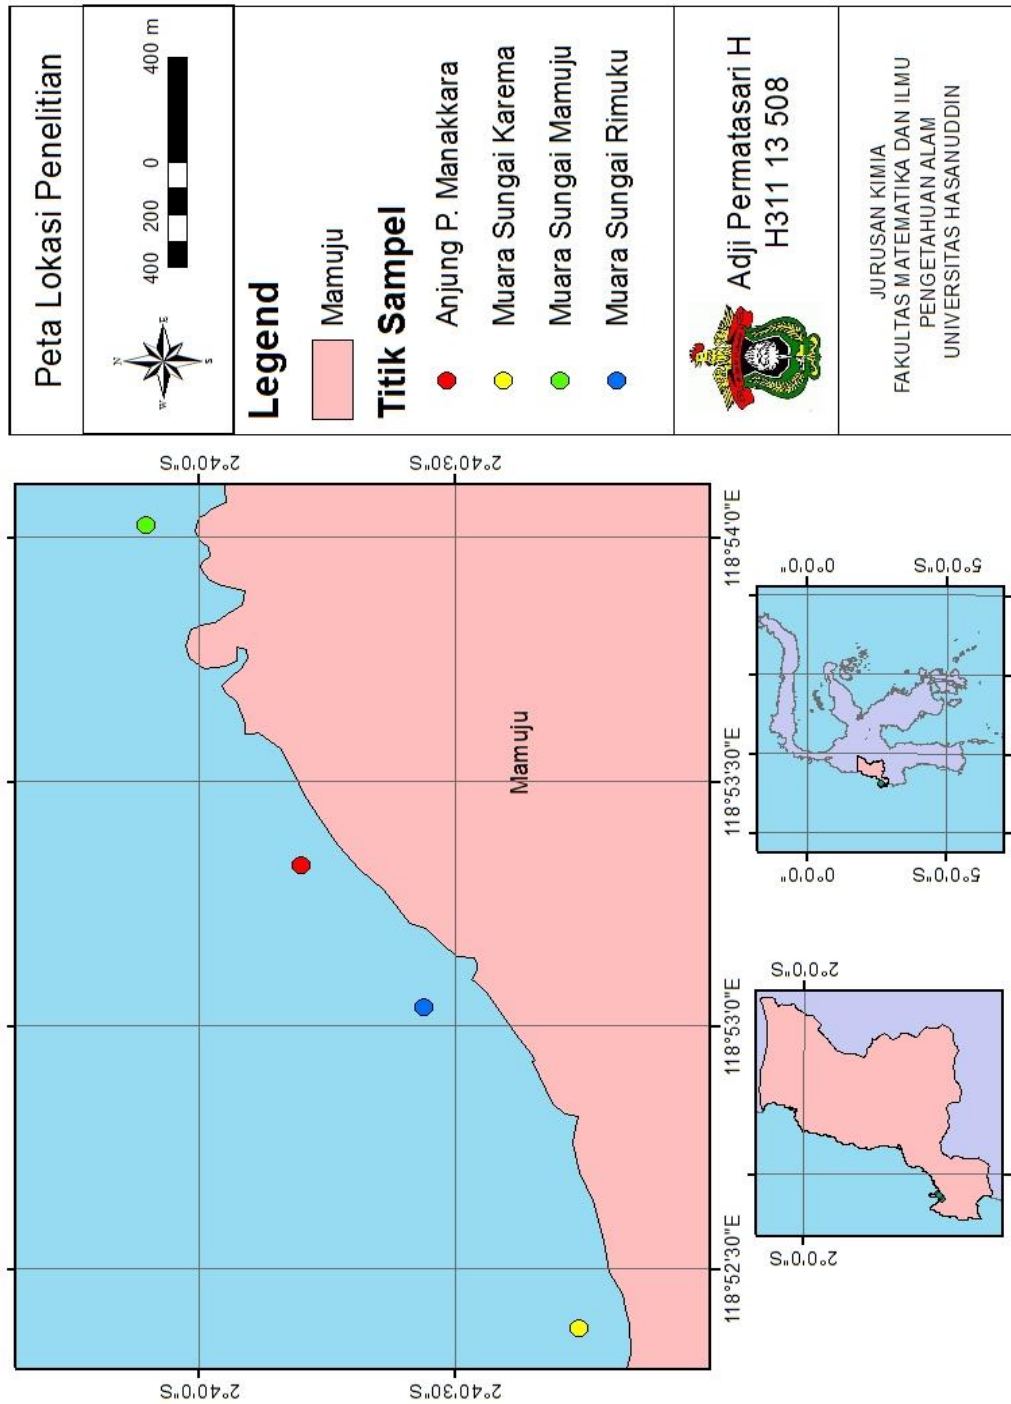 Peta Lokasi Penelitian
N
W
E
S
400 200 0 400 m
Legend
Mamuju
Titik Sampel
Anjung P. Manakkara
Muara Sungai Karema
Muara Sungai Mamuju
Muara Sungai Rimuku
Adji Permatasari H
H311 13 508
JURUSAN KIMIA
FAKULTAS MATEMATIKA DAN ILMU
PENGETAHUAN ALAM
UNIVERSITAS HASANUDDIN
2°40'0"S
2°40'0"S
2°40'30"S
2°40'30"S
Mamuju
118°52'30"E
118°53'0"E
118°53'30"E
118°54'0"E
2°0'0"S
2°0'0"S
0°0'0"
0°0'0"
5°0'0"S
5°0'0"S